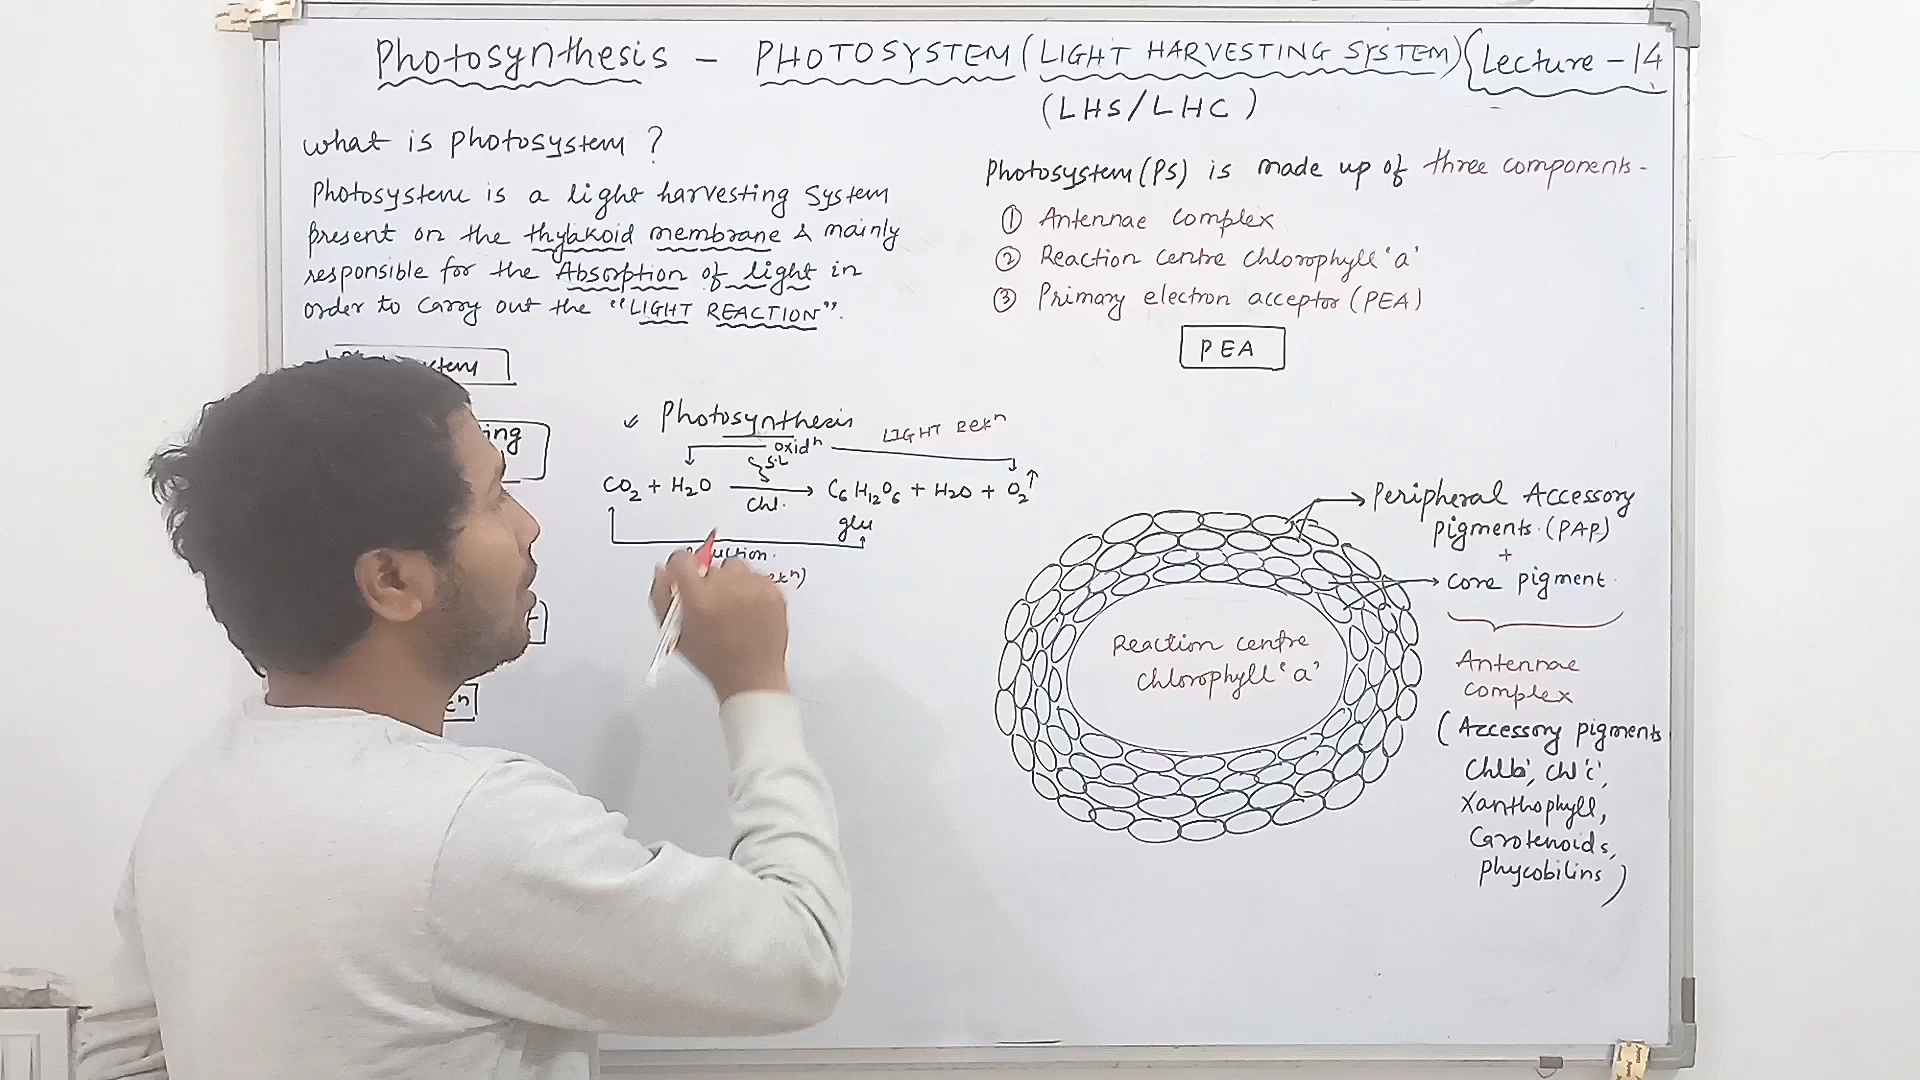 Photosynthesis - PHOTOSYSTEM (LIGHT HARVESTING SYSTEM) {Lecture-14
(LHS/LHC)
what is photosystem ?
Photosystem is a light harvesting system
present on the thylakoid membrane & mainly
responsible for the Absorption of light in
order to carry out the "LIGHT REACTION".
Photosystem (PS) is made up of three components-
① Antennae complex
② Reaction centre chlorophyll 'a'
③ Primary electron acceptor (PEA)
PEA
Photosynthesis
LIGHT REKⁿ
oxidⁿ
S.L
CO₂ + H₂O → C₆H₁₂O₆ + H₂O + O₂↑
Chl.
glu
Peripheral Accessory
pigments (PAP)
+
core pigment
Reaction centre
chlorophyll 'a'
Antennae
complex
(Accessory pigments
Chl 'b', chl 'c',
Xanthophyll,
Carotenoids,
phycobilins)